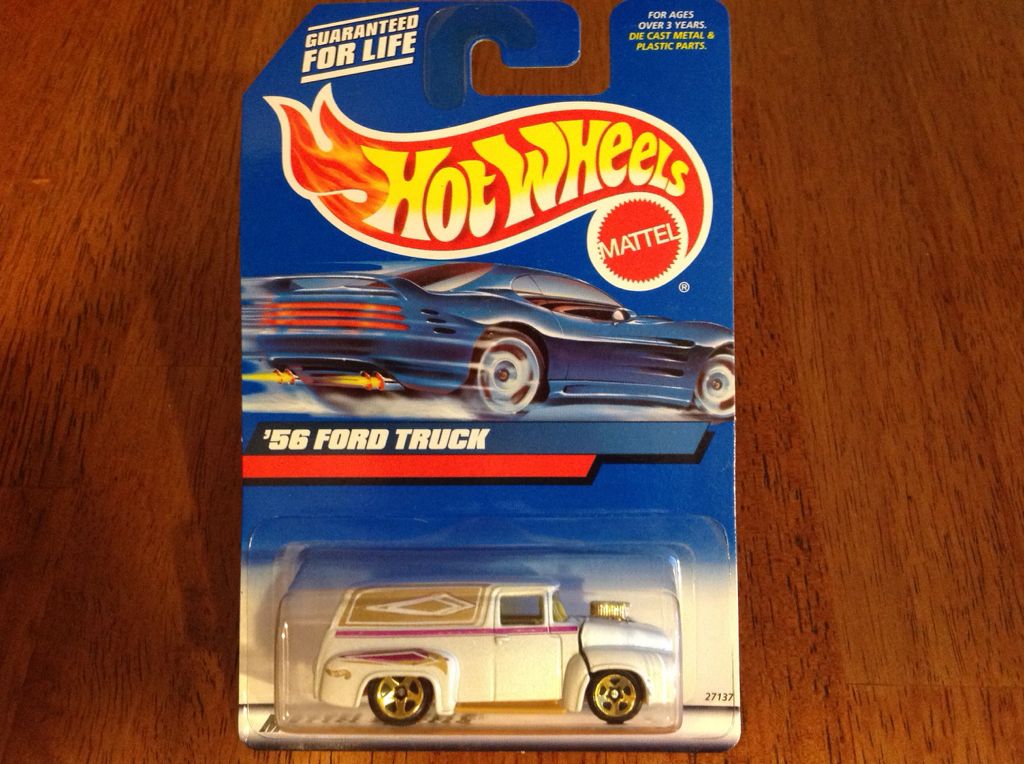 GUARANTEED
FOR LIFE
FOR AGES
OVER 3 YEARS.
DIE CAST METAL &
PLASTIC PARTS.
HOT WHEELS
MATTEL
®
'56 FORD TRUCK
27137